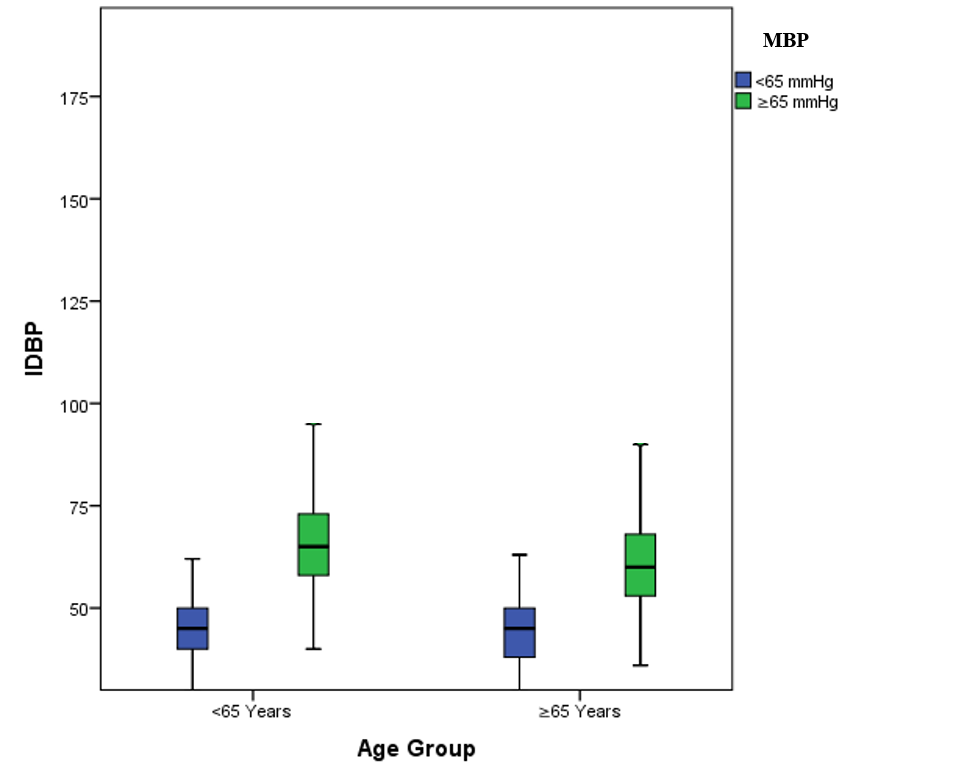 MBP
<65 mmHg
≥65 mmHg
175
150
125
100
75
50
IDBP
<65 Years
≥65 Years
Age Group